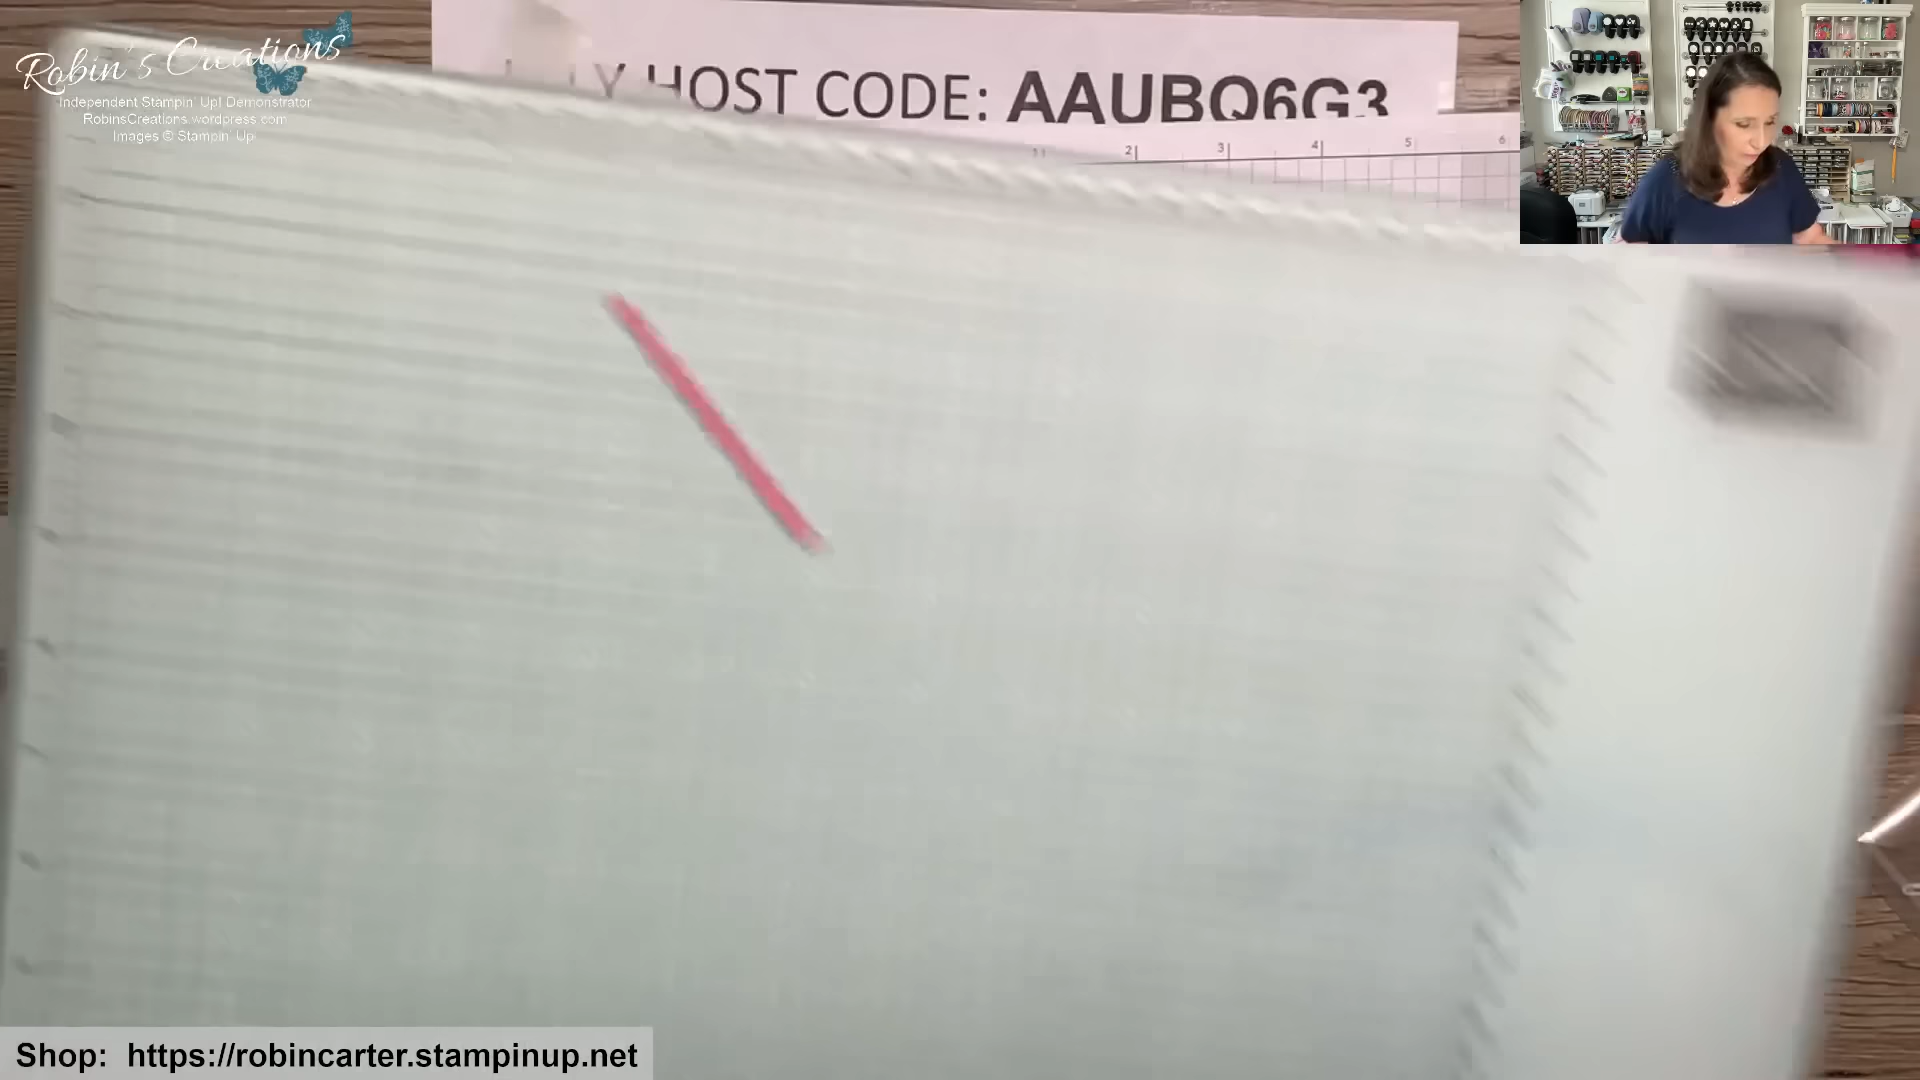 Robin's Creations
Independent Stampin' Up! Demonstrator
RobinsCreations.wordpress.com
Images © Stampin' Up!
HOST CODE: AAUBQ6G3
2 3 4 5 6
Shop: https://robincarter.stampinup.net